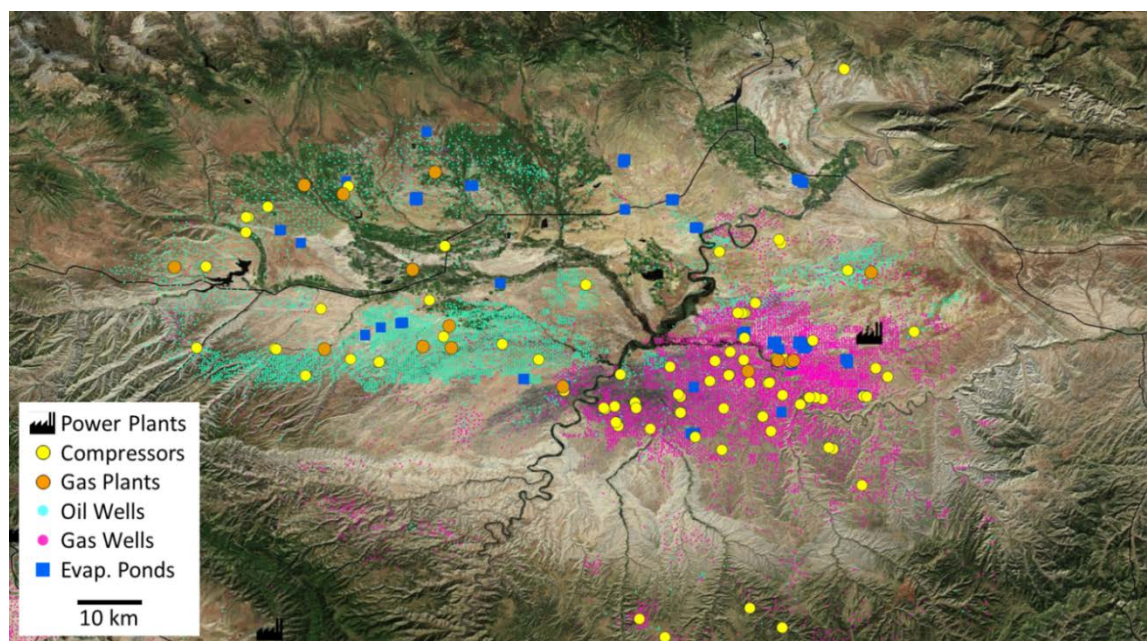 Power Plants
Compressors
Gas Plants
Oil Wells
Gas Wells
Evap. Ponds
10 km